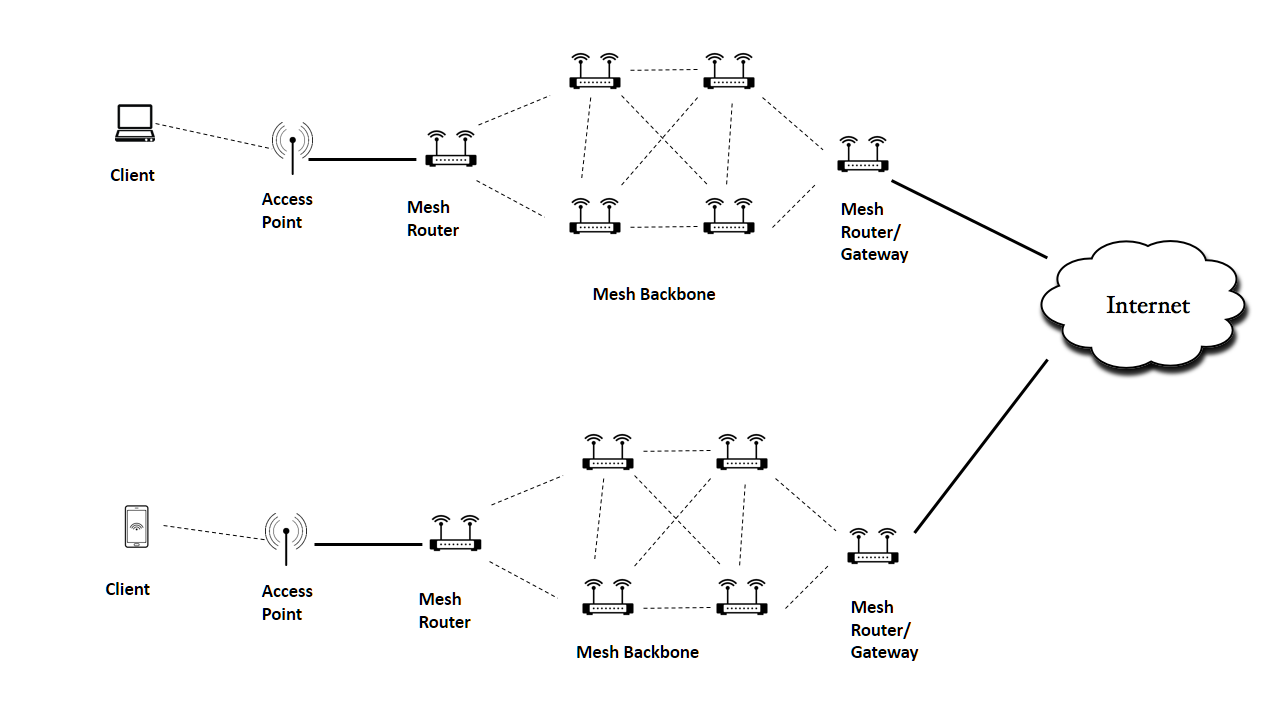 Client
Access
Point
Mesh
Router
Mesh Backbone
Mesh
Router/
Gateway
Internet
Client
Access
Point
Mesh
Router
Mesh Backbone
Mesh
Router/
Gateway